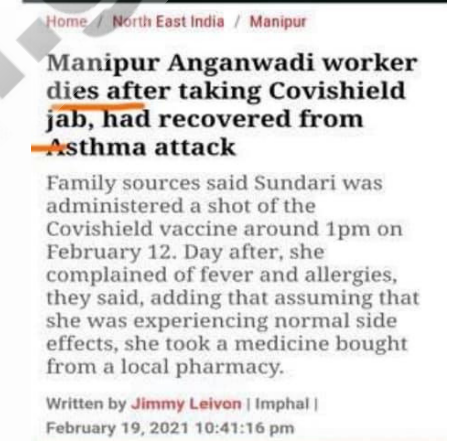 Home / North East India / Manipur
Manipur Anganwadi worker
dies after taking Covishield
jab, had recovered from
Asthma attack
Family sources said Sundari was
administered a shot of the
Covishield vaccine around 1pm on
February 12. Day after, she
complained of fever and allergies,
they said, adding that assuming that
she was experiencing normal side
effects, she took a medicine bought
from a local pharmacy.
Written by Jimmy Leivon | Imphal |
February 19, 2021 10:41:16 pm